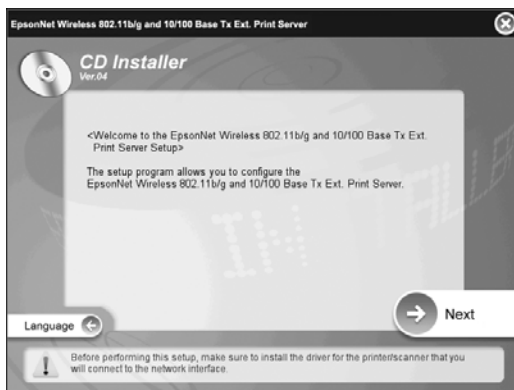 EpsonNet Wireless 802.11b/g and 10/100 Base Tx Ext. Print Server
CD Installer
Ver.04
<Welcome to the EpsonNet Wireless 802.11b/g and 10/100 Base Tx Ext.
Print Server Setup>
The setup program allows you to configure the
EpsonNet Wireless 802.11b/g and 10/100 Base Tx Ext. Print Server.
Next
Language
Before performing this setup, make sure to install the driver for the printer/scanner that you
will connect to the network interface.